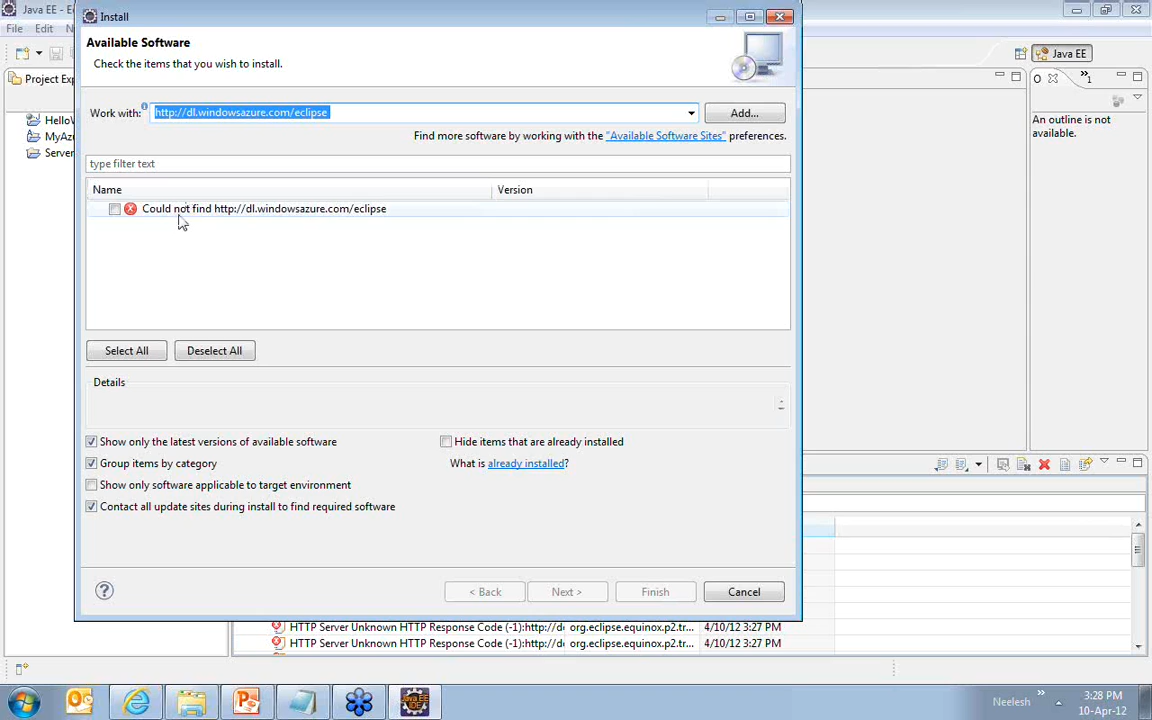 Java EE -
File Edit N
Project Exp
HelloW
MyAz
Server
Install
Available Software
Check the items that you wish to install.
Work with: http://dl.windowsazure.com/eclipse Add...
Find more software by working with the "Available Software Sites" preferences.
type filter text
Name Version
Could not find http://dl.windowsazure.com/eclipse
Select All Deselect All
Details
Show only the latest versions of available software
Hide items that are already installed
Group items by category
What is already installed?
Show only software applicable to target environment
Contact all update sites during install to find required software
< Back Next > Finish Cancel
Java EE
O
1
An outline is not
available.
HTTP Server Unknown HTTP Response Code (-1):http://d org.eclipse.equinox.p2.tr... 4/10/12 3:27 PM
HTTP Server Unknown HTTP Response Code (-1):http://d org.eclipse.equinox.p2.tr... 4/10/12 3:27 PM
Java EE
IDE
Neelesh
3:28 PM
10-Apr-12